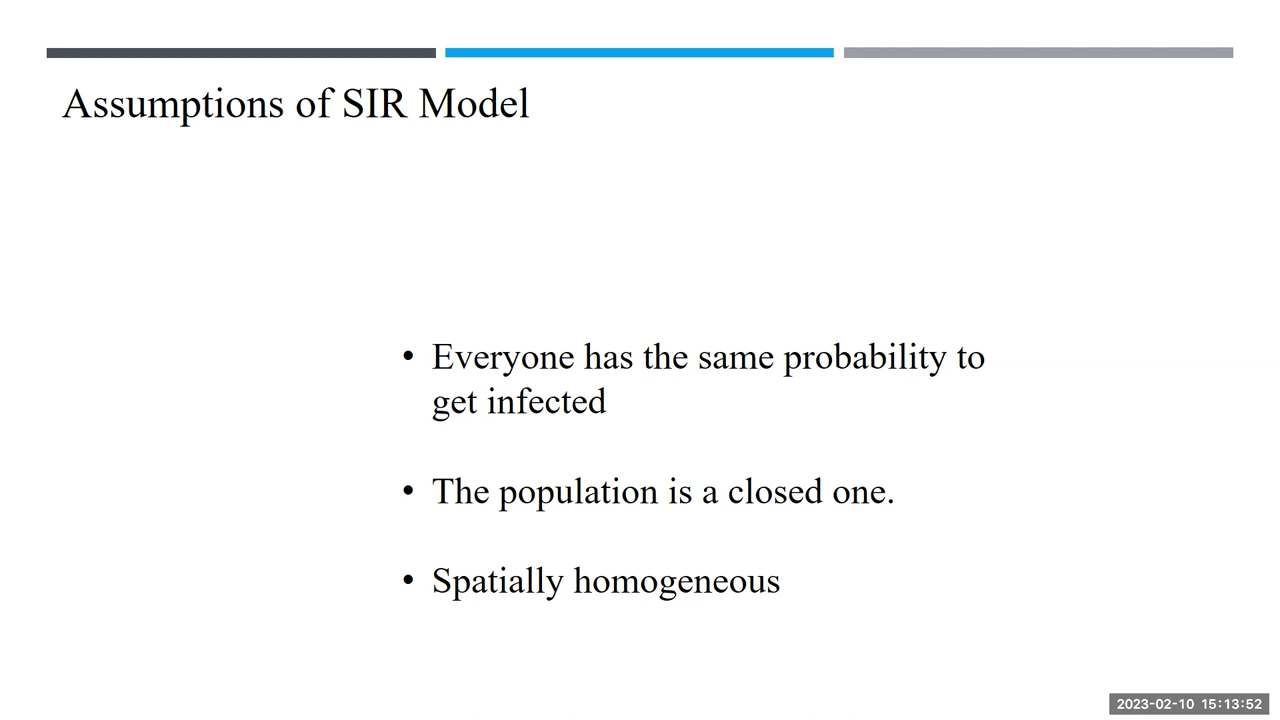 Assumptions of SIR Model
• Everyone has the same probability to
get infected
• The population is a closed one.
• Spatially homogeneous
2023-02-10 15:13:52